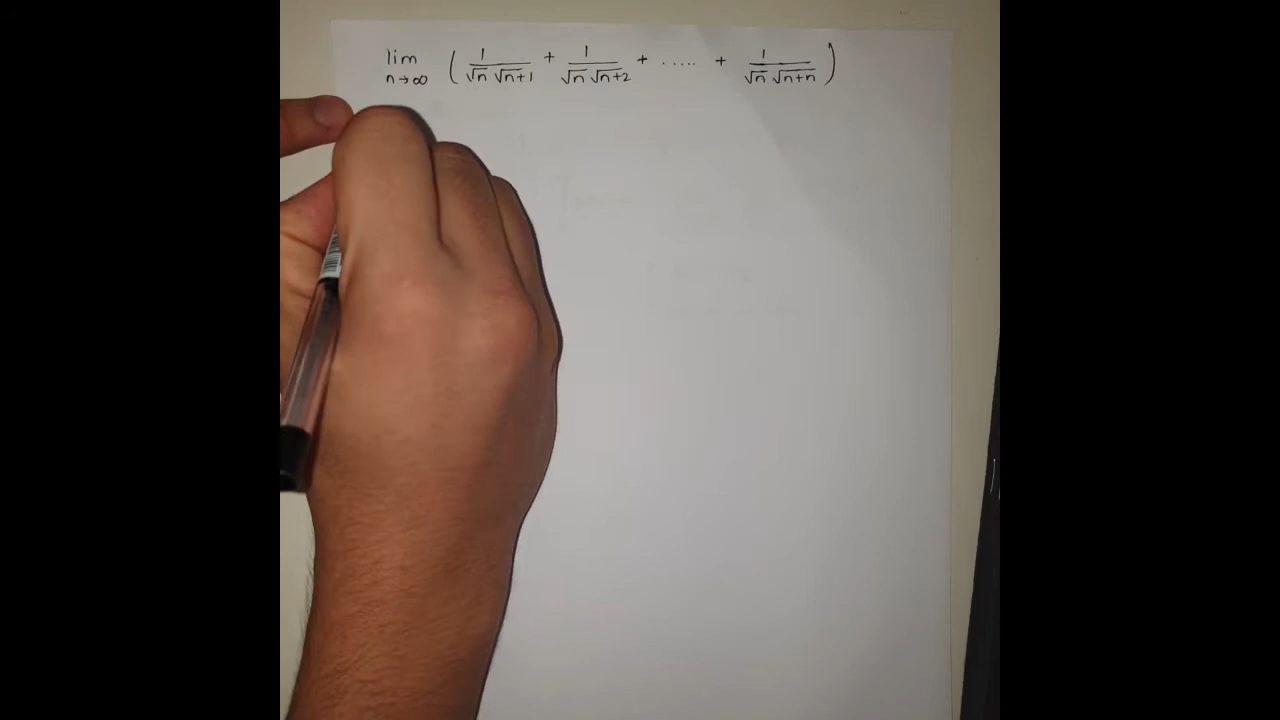 lim n→∞ ( 1/(√n √n+1) + 1/(√n √n+2) + ..... + 1/(√n √n+n) )